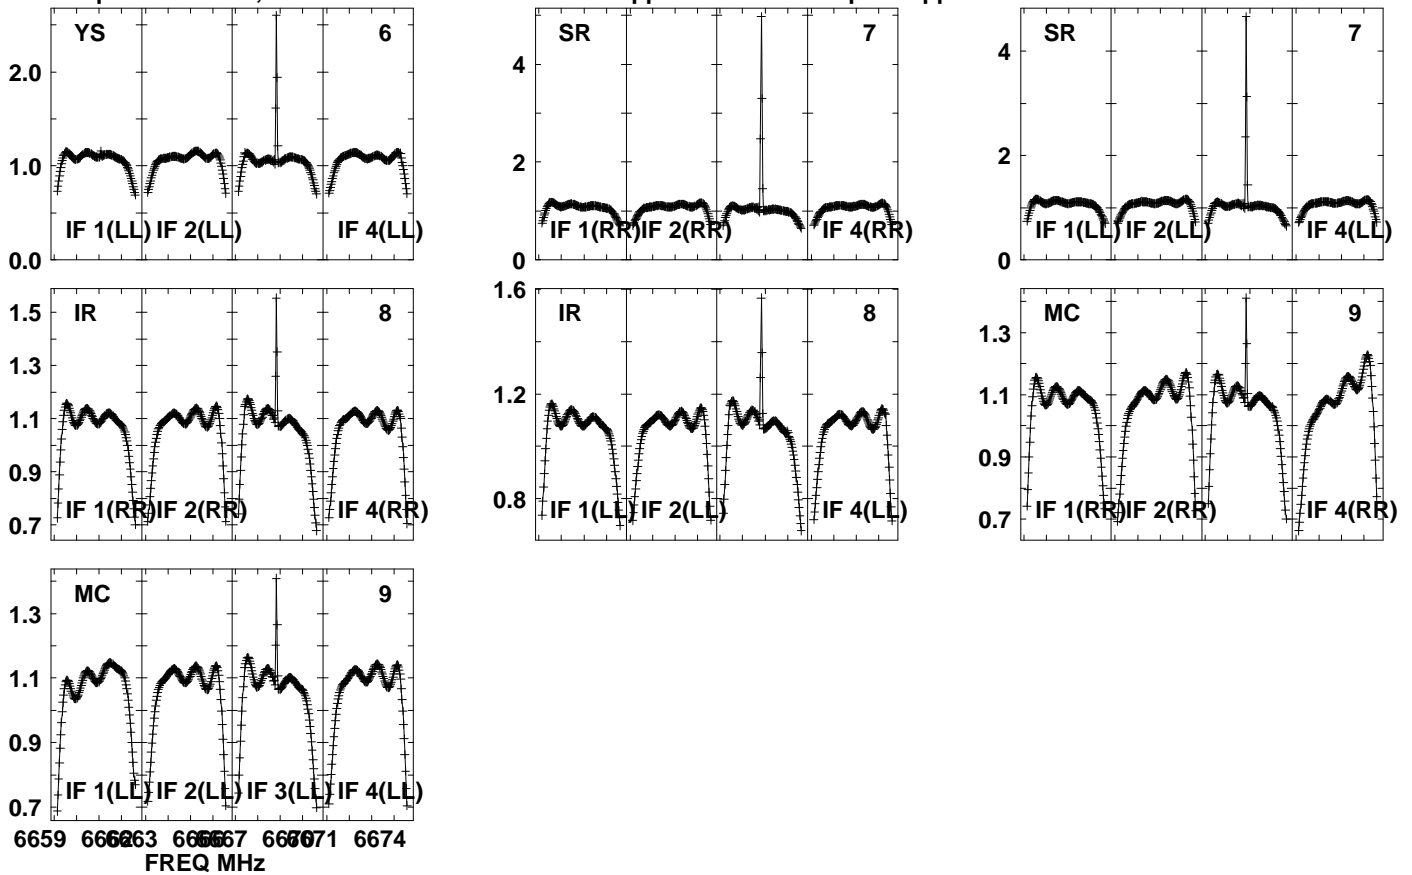 YS 6
2.0
1.0
0.0
IF 1(LL) IF 2(LL) IF 4(LL)
SR 7
4
2
0
IF 1(RR) IF 2(RR) IF 4(RR)
SR 7
4
2
0
IF 1(LL) IF 2(LL) IF 4(LL)
IR 8
1.5
1.3
1.1
0.9
0.7
IF 1(RR) IF 2(RR) IF 4(RR)
IR 8
1.6
1.2
0.8
IF 1(LL) IF 2(LL) IF 4(LL)
MC 9
1.3
1.1
0.9
0.7
IF 1(RR) IF 2(RR) IF 4(RR)
MC 9
1.3
1.1
0.9
0.7
IF 1(LL) IF 2(LL) IF 3(LL) IF 4(LL)
6659 6662 6663 6666 6667 6670 6671 6674
FREQ MHz